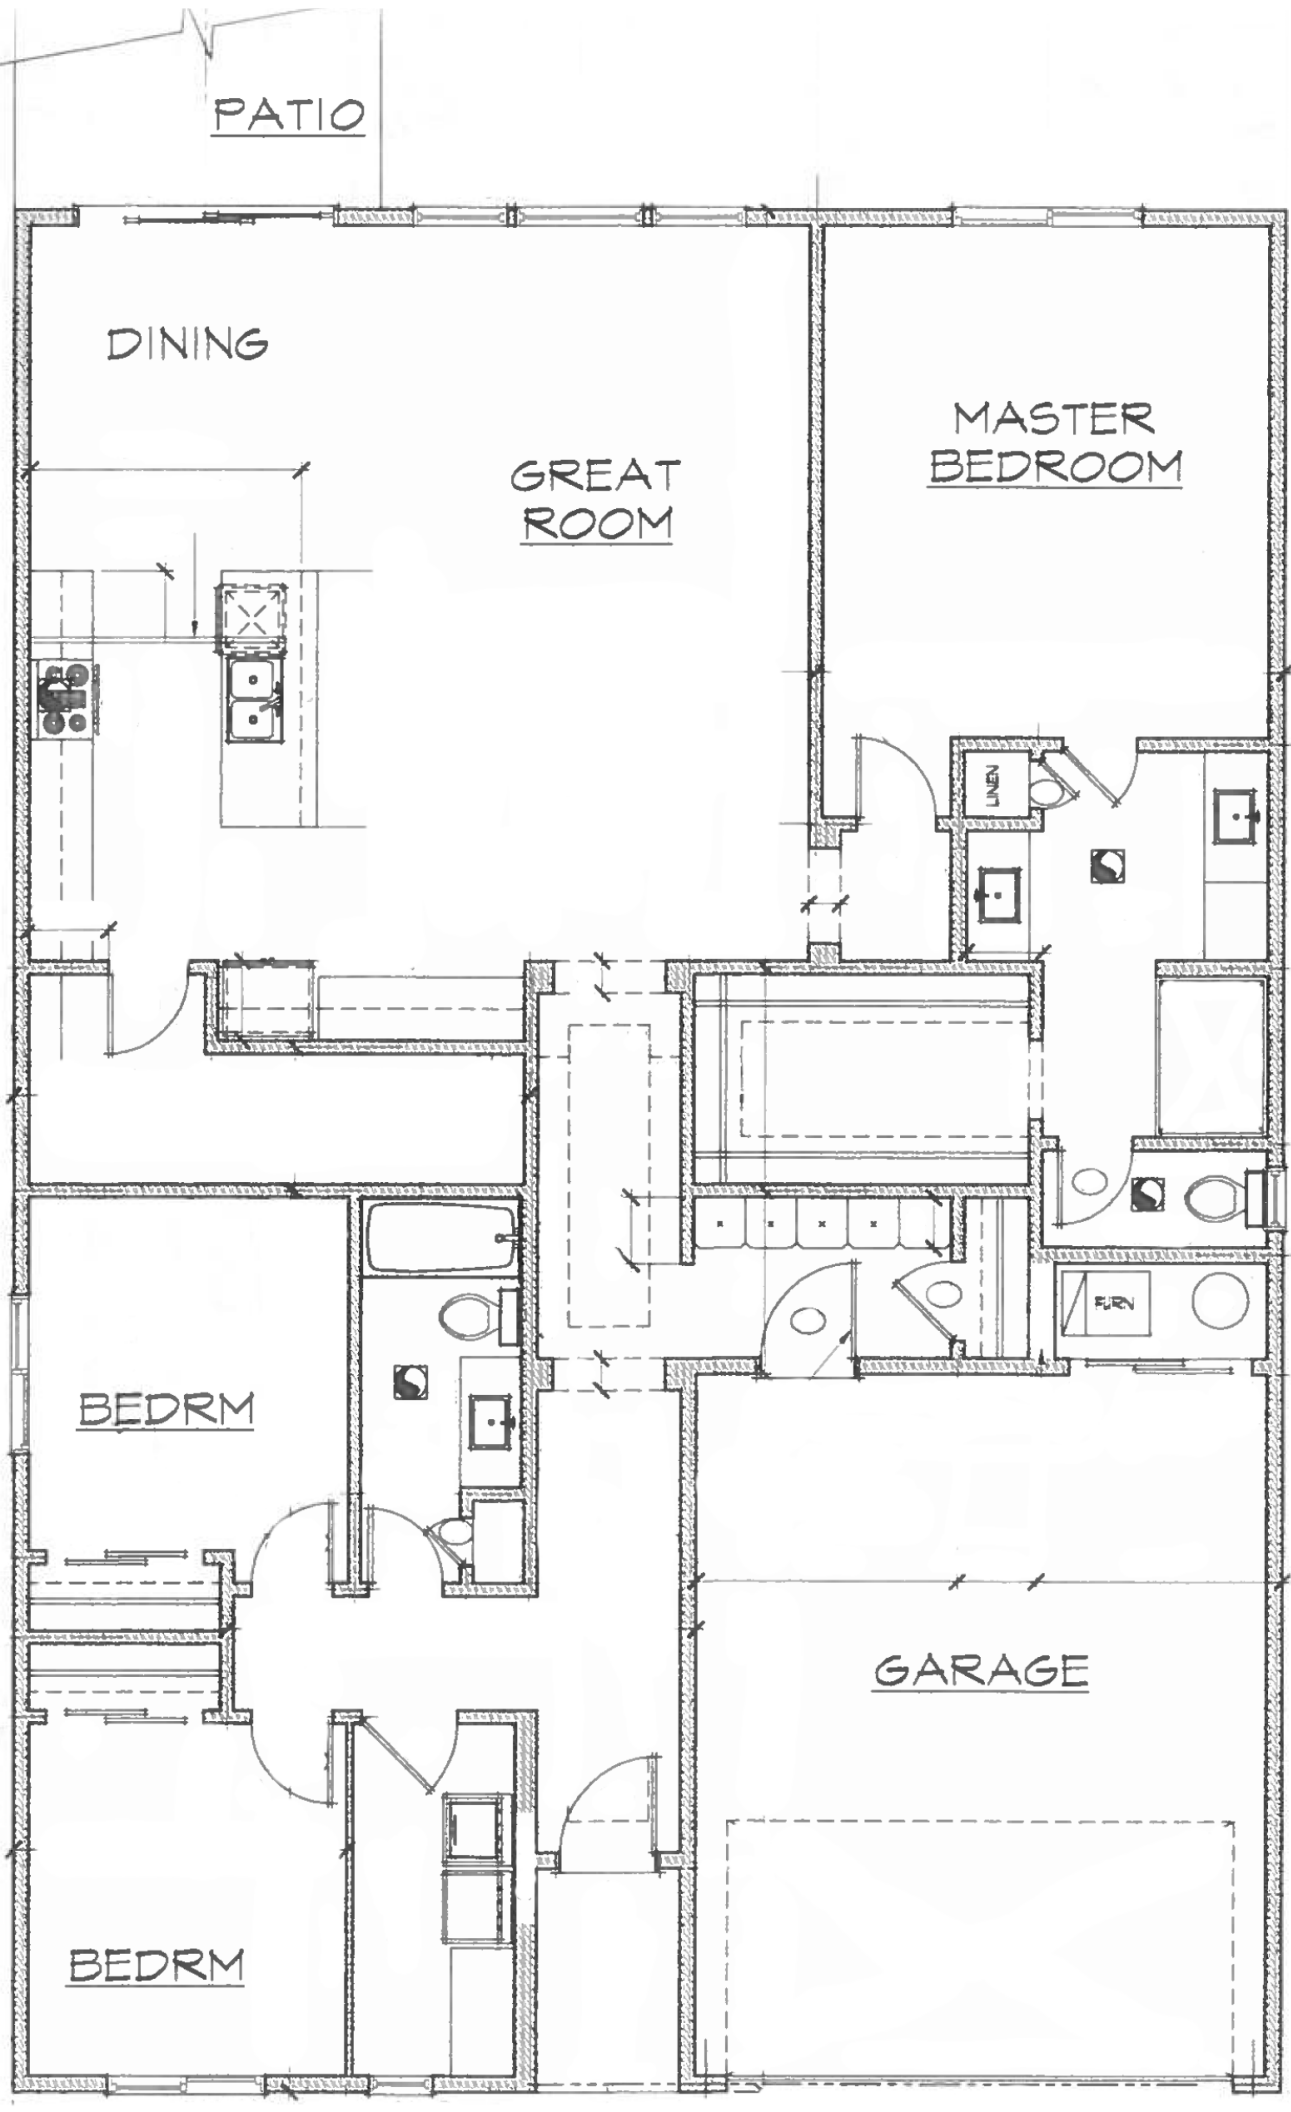 PATIO
DINING
GREAT
ROOM
MASTER
BEDROOM
LINEN
FURN
BEDRM
GARAGE
BEDRM